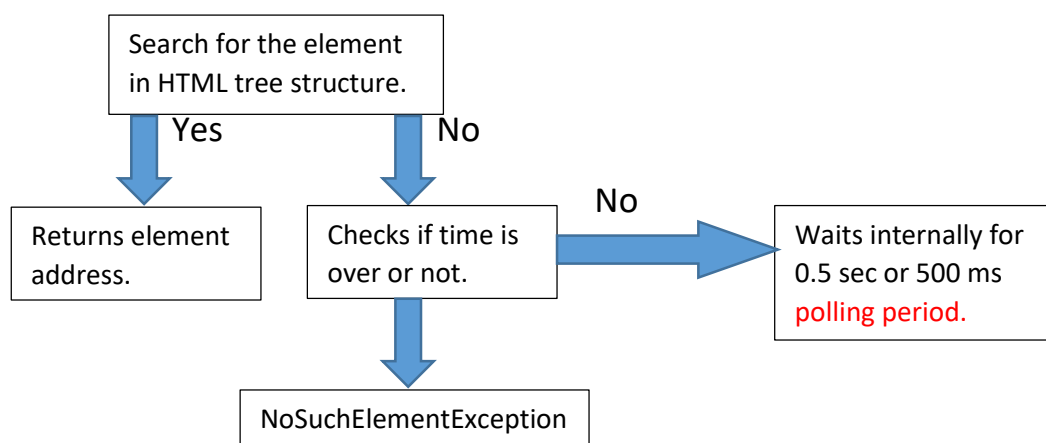 Search for the element
in HTML tree structure.
Yes
No
Returns element
address.
Checks if time is
over or not.
No
Waits internally for
0.5 sec or 500 ms
polling period.
NoSuchElementException